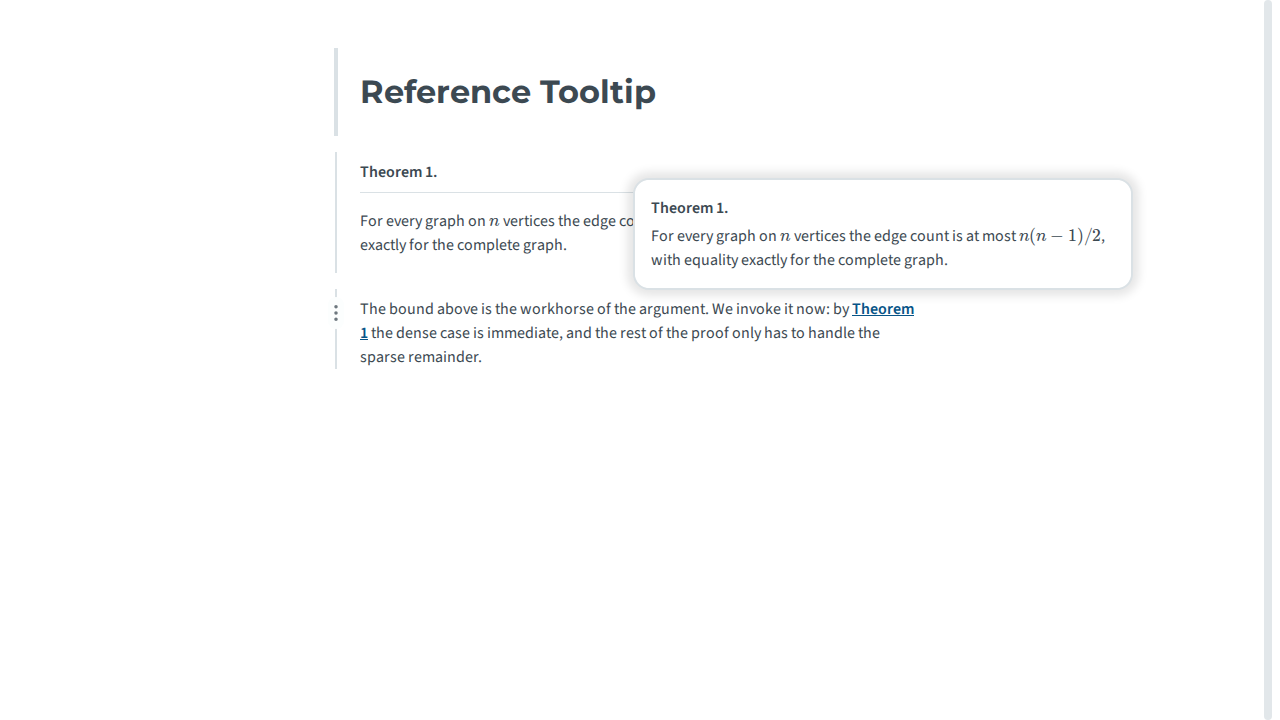 Reference Tooltip
Theorem 1.
For every graph on n vertices the edge co
exactly for the complete graph.
Theorem 1.
For every graph on n vertices the edge count is at most n(n − 1)/2,
with equality exactly for the complete graph.
The bound above is the workhorse of the argument. We invoke it now: by Theorem
1 the dense case is immediate, and the rest of the proof only has to handle the
sparse remainder.